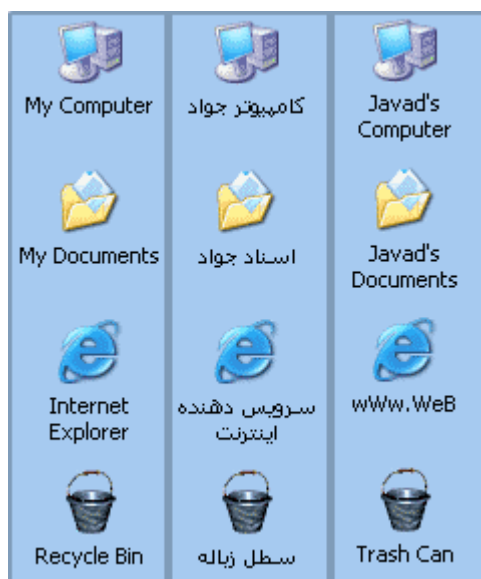 My Computer
کامپیوتر جواد
Javad's
Computer
My Documents
اسناد جواد
Javad's
Documents
Internet
Explorer
سرویس دهنده
اینترنت
wWw.WeB
Recycle Bin
سطل زباله
Trash Can